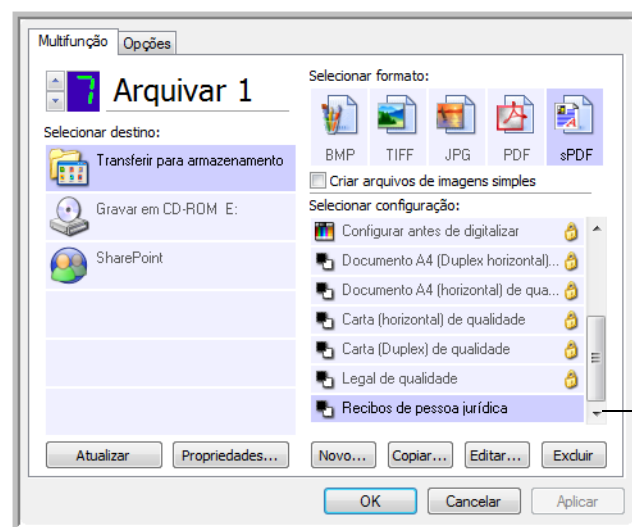 Multifunção Opções
7 Arquivar 1
Selecionar destino:
Transferir para armazenamento
Gravar em CD-ROM E:
SharePoint
Atualizar Propriedades...
Selecionar formato:
BMP TIFF JPG PDF sPDF
Criar arquivos de imagens simples
Selecionar configuração:
Configurar antes de digitalizar
Documento A4 (Duplex horizontal)...
Documento A4 (horizontal) de qua...
Carta (horizontal) de qualidade
Carta (Duplex) de qualidade
Legal de qualidade
Recibos de pessoa jurídica
Novo... Copiar... Editar... Excluir
OK Cancelar Aplicar